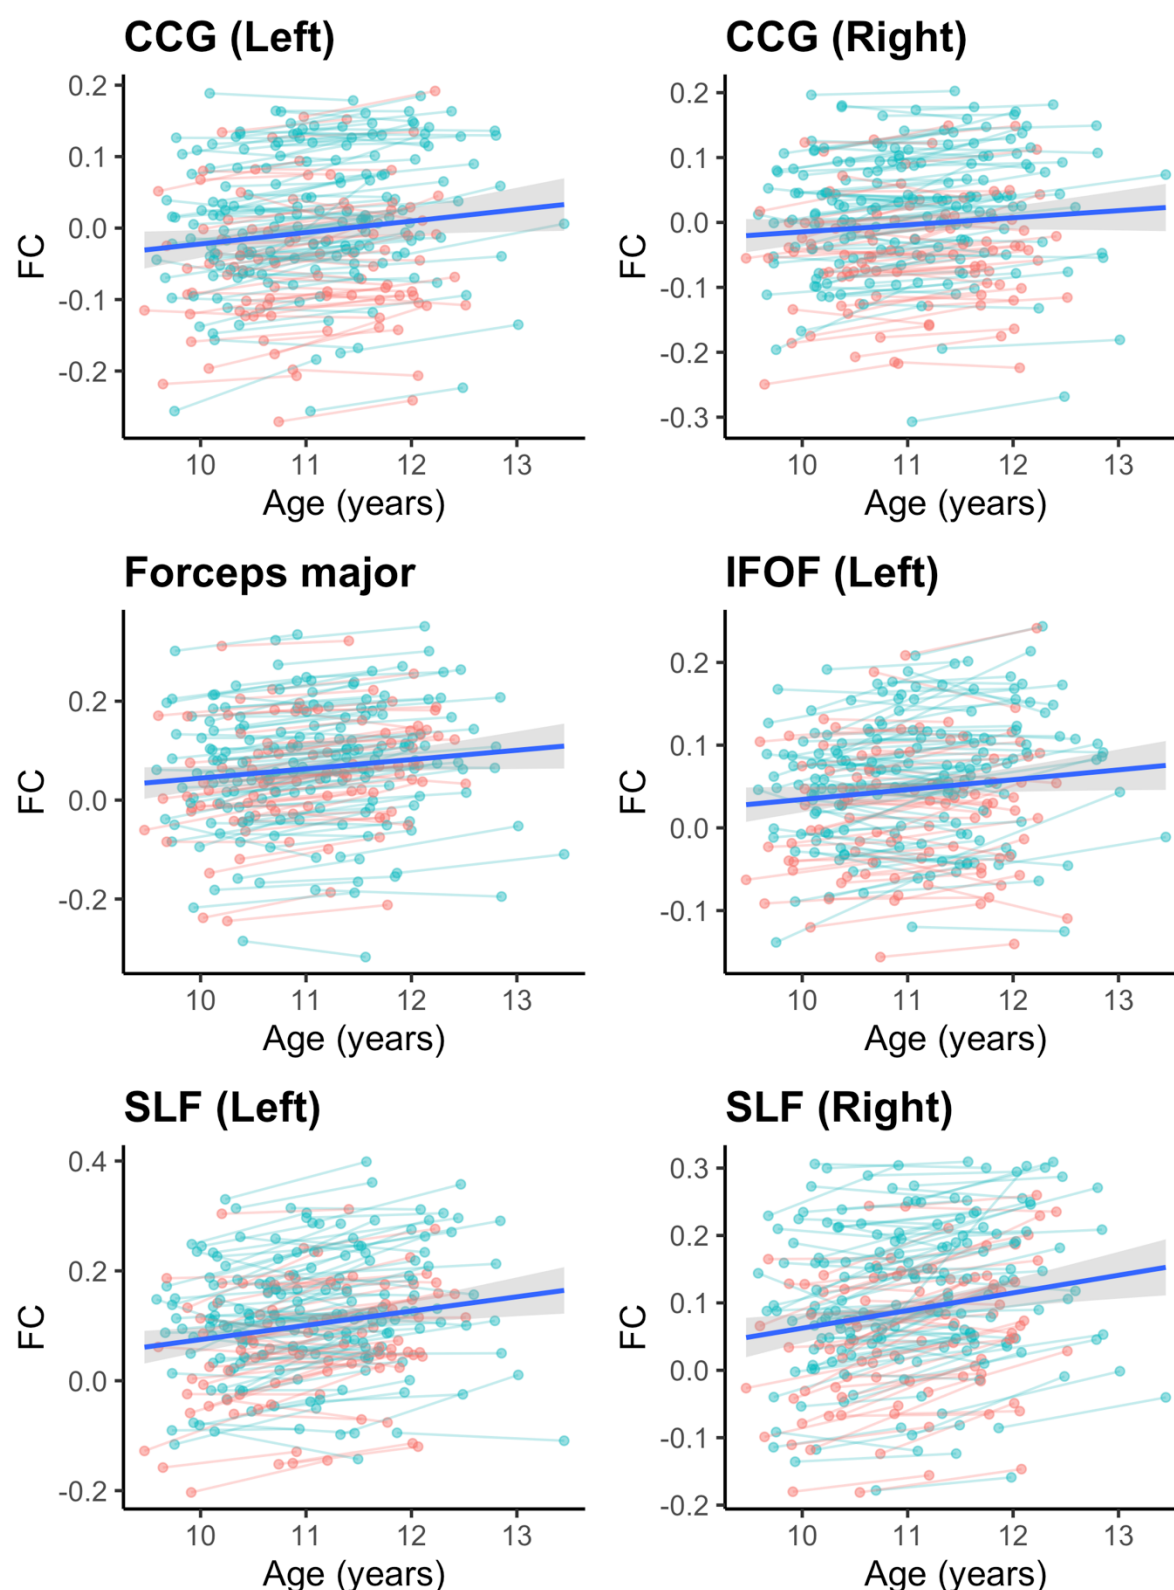 CCG (Left)
0.2
0.1
0.0
-0.1
-0.2
FC
10 11 12 13
Age (years)
CCG (Right)
0.2
0.1
0.0
-0.1
-0.2
-0.3
FC
10 11 12 13
Age (years)
Forceps major
0.2
0.0
-0.2
FC
10 11 12 13
Age (years)
IFOF (Left)
0.2
0.1
0.0
-0.1
FC
10 11 12 13
Age (years)
SLF (Left)
0.4
0.2
0.0
-0.2
FC
10 11 12 13
Age (years)
SLF (Right)
0.3
0.2
0.1
0.0
-0.1
-0.2
FC
10 11 12 13
Age (years)